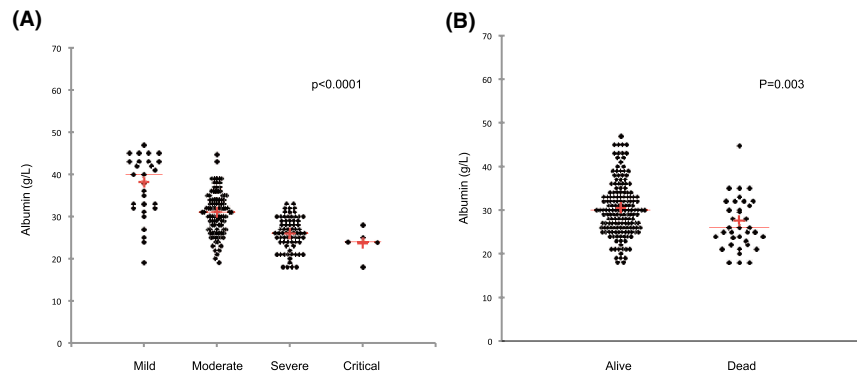 (A)
70
60
50
40
30
20
10
0
Albumin (g/L)
p<0.0001
Mild Moderate Severe Critical
(B)
70
60
50
40
30
20
10
0
Albumin (g/L)
P=0.003
Alive Dead